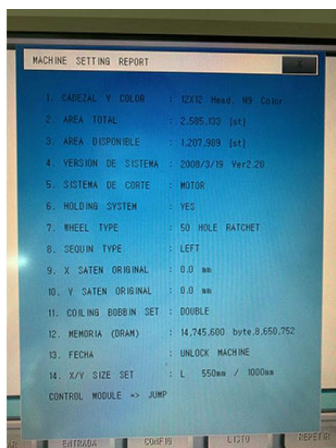 MACHINE SETTING REPORT
X
1. CABEZAL Y COLOR : 12X12 Head. N9 Color
2. AREA TOTAL : 2.585.133 [st]
3. AREA DISPONIBLE : 1.207.989 [st]
4. VERSION DE SISTEMA : 2008/3/19 Ver2.20
5. SISTEMA DE CORTE : MOTOR
6. HOLDING SYSTEM : YES
7. WHEEL TYPE : 50 HOLE RATCHET
8. SEQUIN TYPE : LEFT
9. X SATEN ORIGINAL : 0.0 mm
10. Y SATEN ORIGINAL : 0.0 mm
11. COILING BOBBIN SET : DOUBLE
12. MEMORIA (DRAM) : 14,745,600 byte,8,650,752
13. FECHA : UNLOCK MACHINE
14. X/Y SIZE SET : L 550mm / 1000mm
CONTROL MODULE => JUMP
AR ENTRADA CONFIG LISTO REPETIR